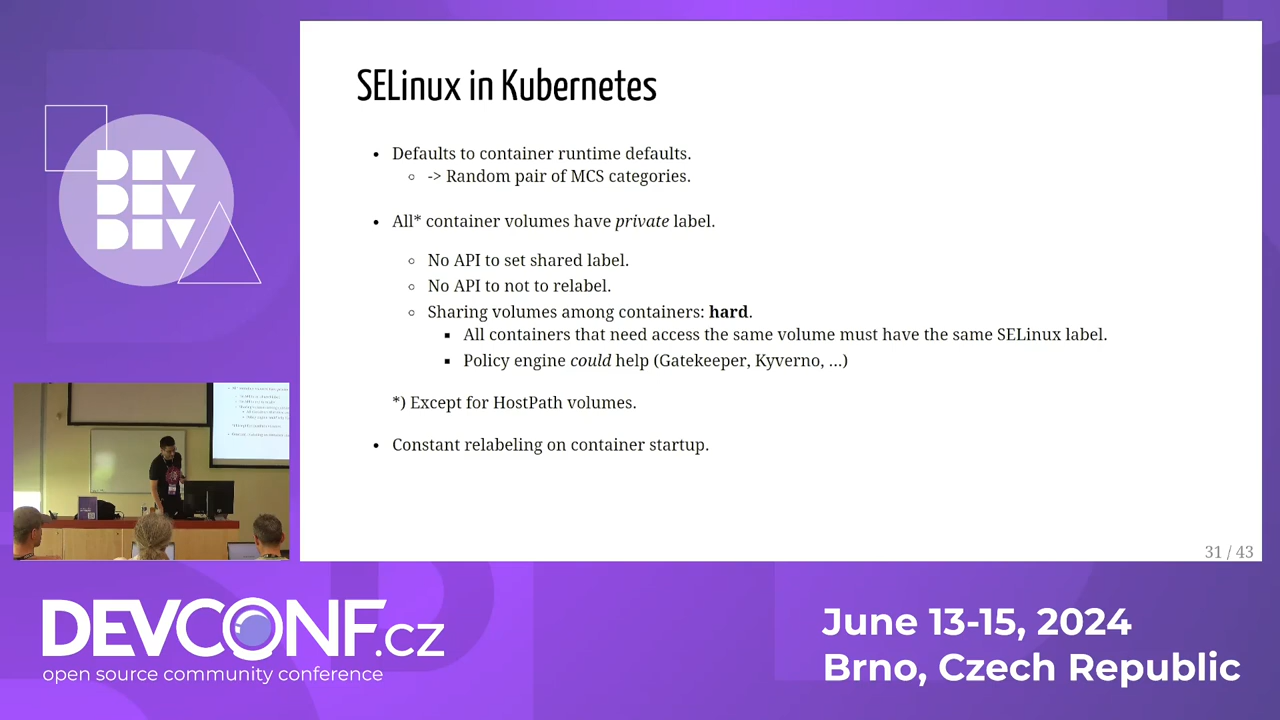 SELinux in Kubernetes
• Defaults to container runtime defaults.
◦ -> Random pair of MCS categories.
• All* container volumes have private label.
◦ No API to set shared label.
◦ No API to not to relabel.
◦ Sharing volumes among containers: hard.
▪ All containers that need access the same volume must have the same SELinux label.
▪ Policy engine could help (Gatekeeper, Kyverno, ...)
*) Except for HostPath volumes.
• Constant relabeling on container startup.
31 / 43
DEV
DEV
DEV
DEVCONF.cz
open source community conference
June 13-15, 2024
Brno, Czech Republic